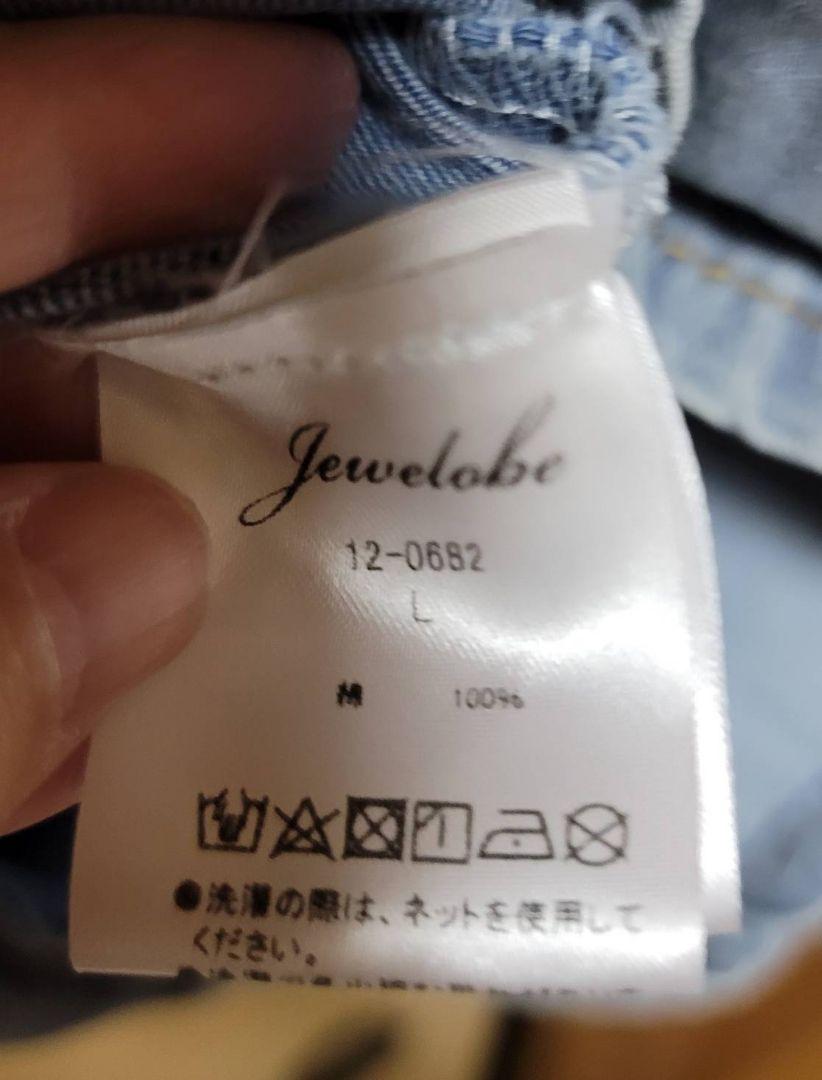 Jewelobe
12-0682
L
綿 100%
●洗濯の際は、ネットを使用して
ください。